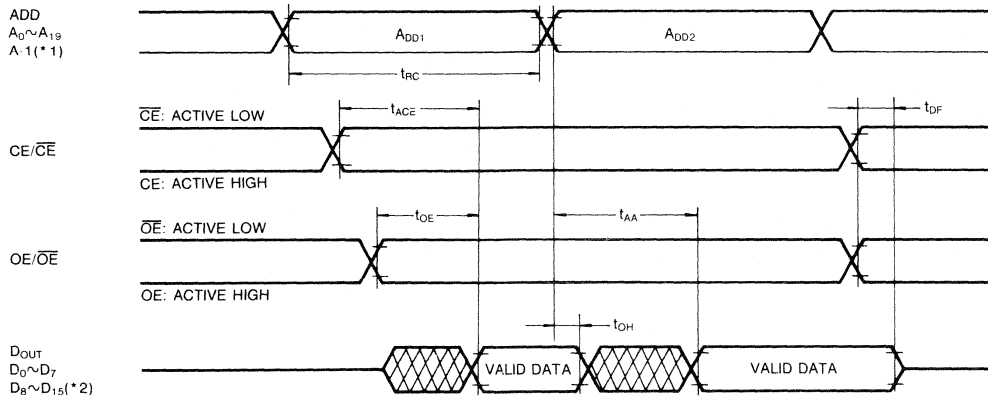 ADD
A0~A19
A-1(*1)
ADD1
ADD2
tRC
CE: ACTIVE LOW
tACE
tDF
CE/CE
CE: ACTIVE HIGH
OE: ACTIVE LOW
tOE
tAA
OE/OE
OE: ACTIVE HIGH
tOH
DOUT
D0~D7
D8~D15(*2)
VALID DATA
VALID DATA